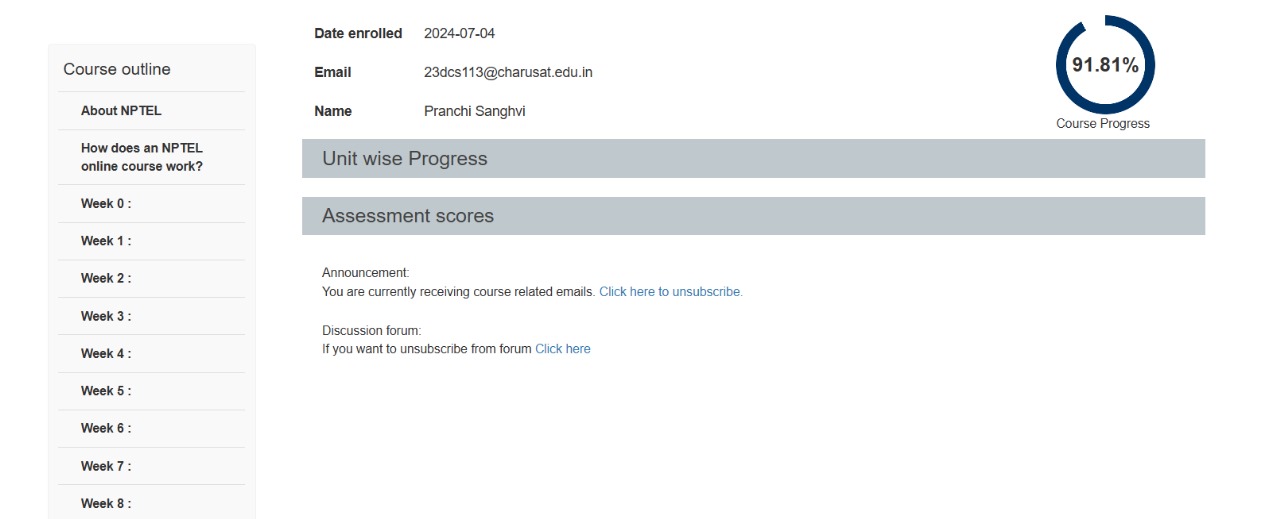 Course outline
About NPTEL
How does an NPTEL
online course work?
Week 0 :
Week 1 :
Week 2 :
Week 3 :
Week 4 :
Week 5 :
Week 6 :
Week 7 :
Week 8 :
Date enrolled 2024-07-04
Email 23dcs113@charusat.edu.in
Name Pranchi Sanghvi
91.81%
Course Progress
Unit wise Progress
Assessment scores
Announcement:
You are currently receiving course related emails. Click here to unsubscribe.
Discussion forum:
If you want to unsubscribe from forum Click here